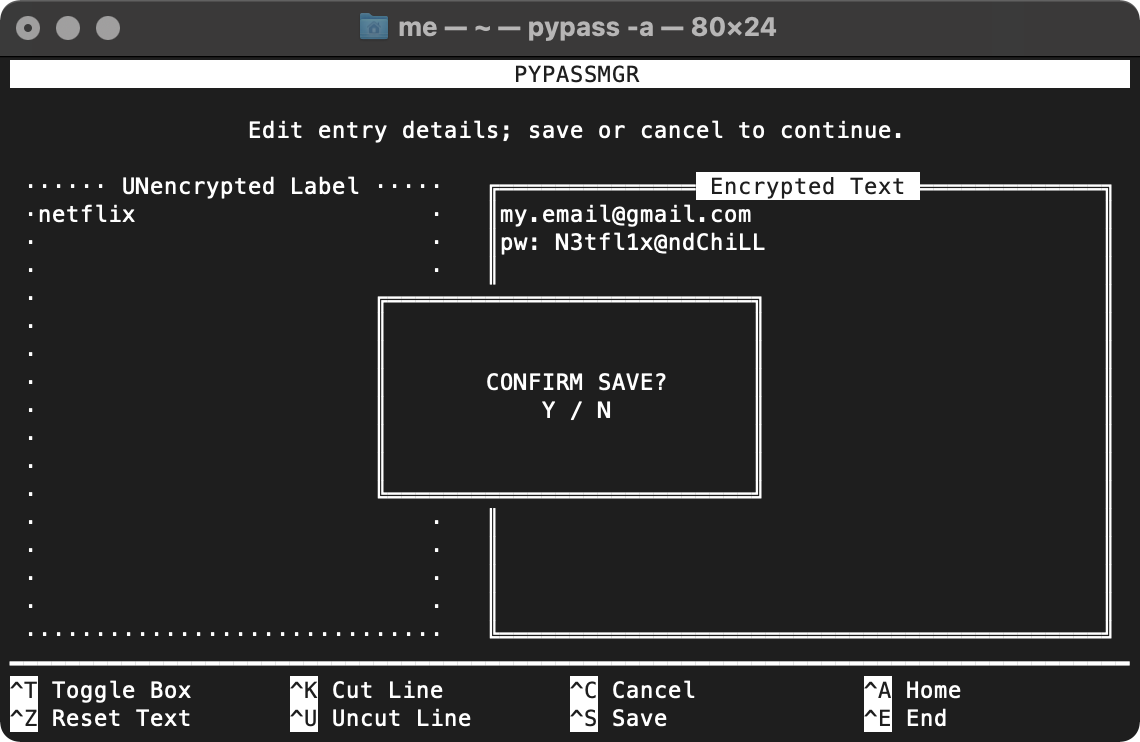 me — ~ — pypass -a — 80×24
PYPASSMGR
Edit entry details; save or cancel to continue.
UNencrypted Label
netflix
Encrypted Text
my.email@gmail.com
pw: N3tfl1x@ndChiLL
CONFIRM SAVE?
Y / N
^T Toggle Box ^K Cut Line ^C Cancel ^A Home
^Z Reset Text ^U Uncut Line ^S Save ^E End